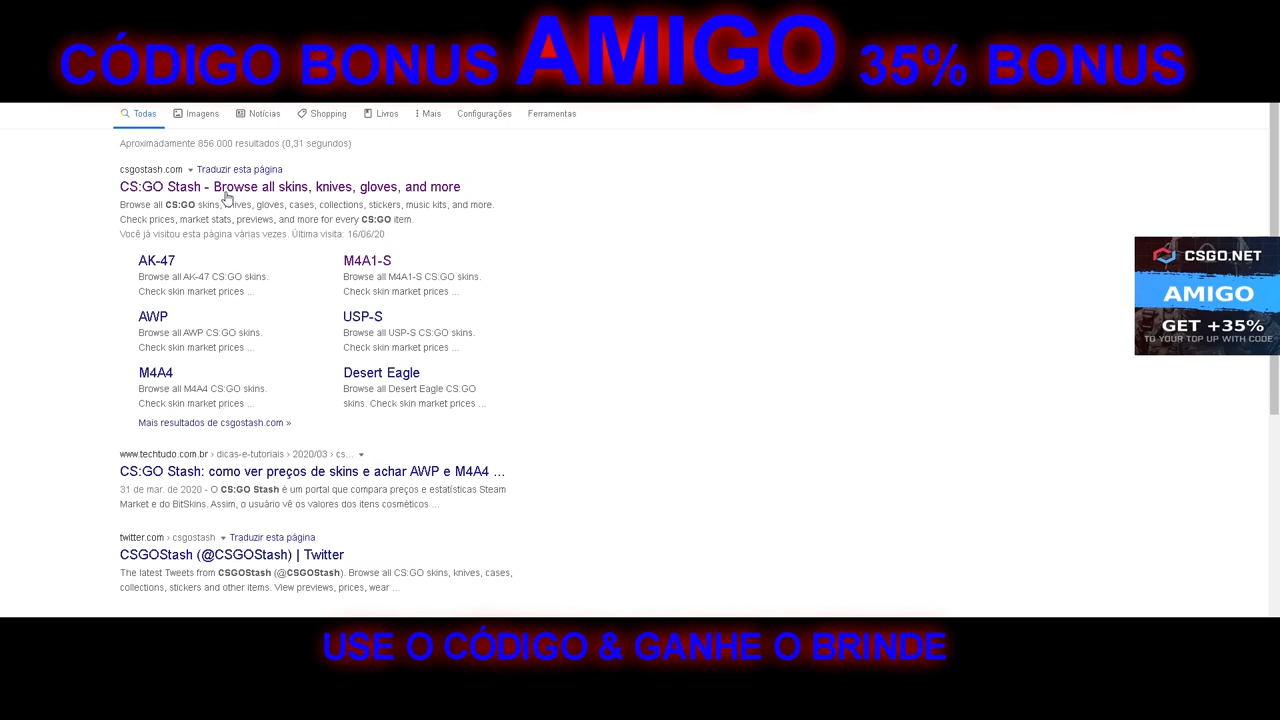 CÓDIGO BONUS AMIGO 35% BONUS
Todas Imagens Notícias Shopping Livros Mais Configurações Ferramentas
Aproximadamente 856.000 resultados (0,31 segundos)
csgostash.com Traduzir esta página
CS:GO Stash - Browse all skins, knives, gloves, and more
Browse all CS:GO skins, knives, gloves, cases, collections, stickers, music kits, and more.
Check prices, market stats, previews, and more for every CS:GO item.
Você já visitou esta página várias vezes. Última visita: 16/06/20
AK-47
Browse all AK-47 CS:GO skins.
Check skin market prices ...
M4A1-S
Browse all M4A1-S CS:GO skins.
Check skin market prices ...
AWP
Browse all AWP CS:GO skins.
Check skin market prices ...
USP-S
Browse all USP-S CS:GO skins.
Check skin market prices ...
M4A4
Browse all M4A4 CS:GO skins.
Check skin market prices ...
Desert Eagle
Browse all Desert Eagle CS:GO
skins. Check skin market prices ...
Mais resultados de csgostash.com »
www.techtudo.com.br › dicas-e-tutoriais › 2020/03 › cs...
CS:GO Stash: como ver preços de skins e achar AWP e M4A4 ...
31 de mar. de 2020 - O CS:GO Stash é um portal que compara preços e estatísticas Steam
Market e do BitSkins. Assim, o usuário vê os valores dos itens cosméticos ...
twitter.com › csgostash Traduzir esta página
CSGOStash (@CSGOStash) | Twitter
The latest Tweets from CSGOStash (@CSGOStash). Browse all CS:GO skins, knives, cases,
collections, stickers and other items. View previews, prices, wear ...
CSGO.NET
AMIGO
GET +35%
TO YOUR TOP UP WITH CODE
USE O CÓDIGO & GANHE O BRINDE